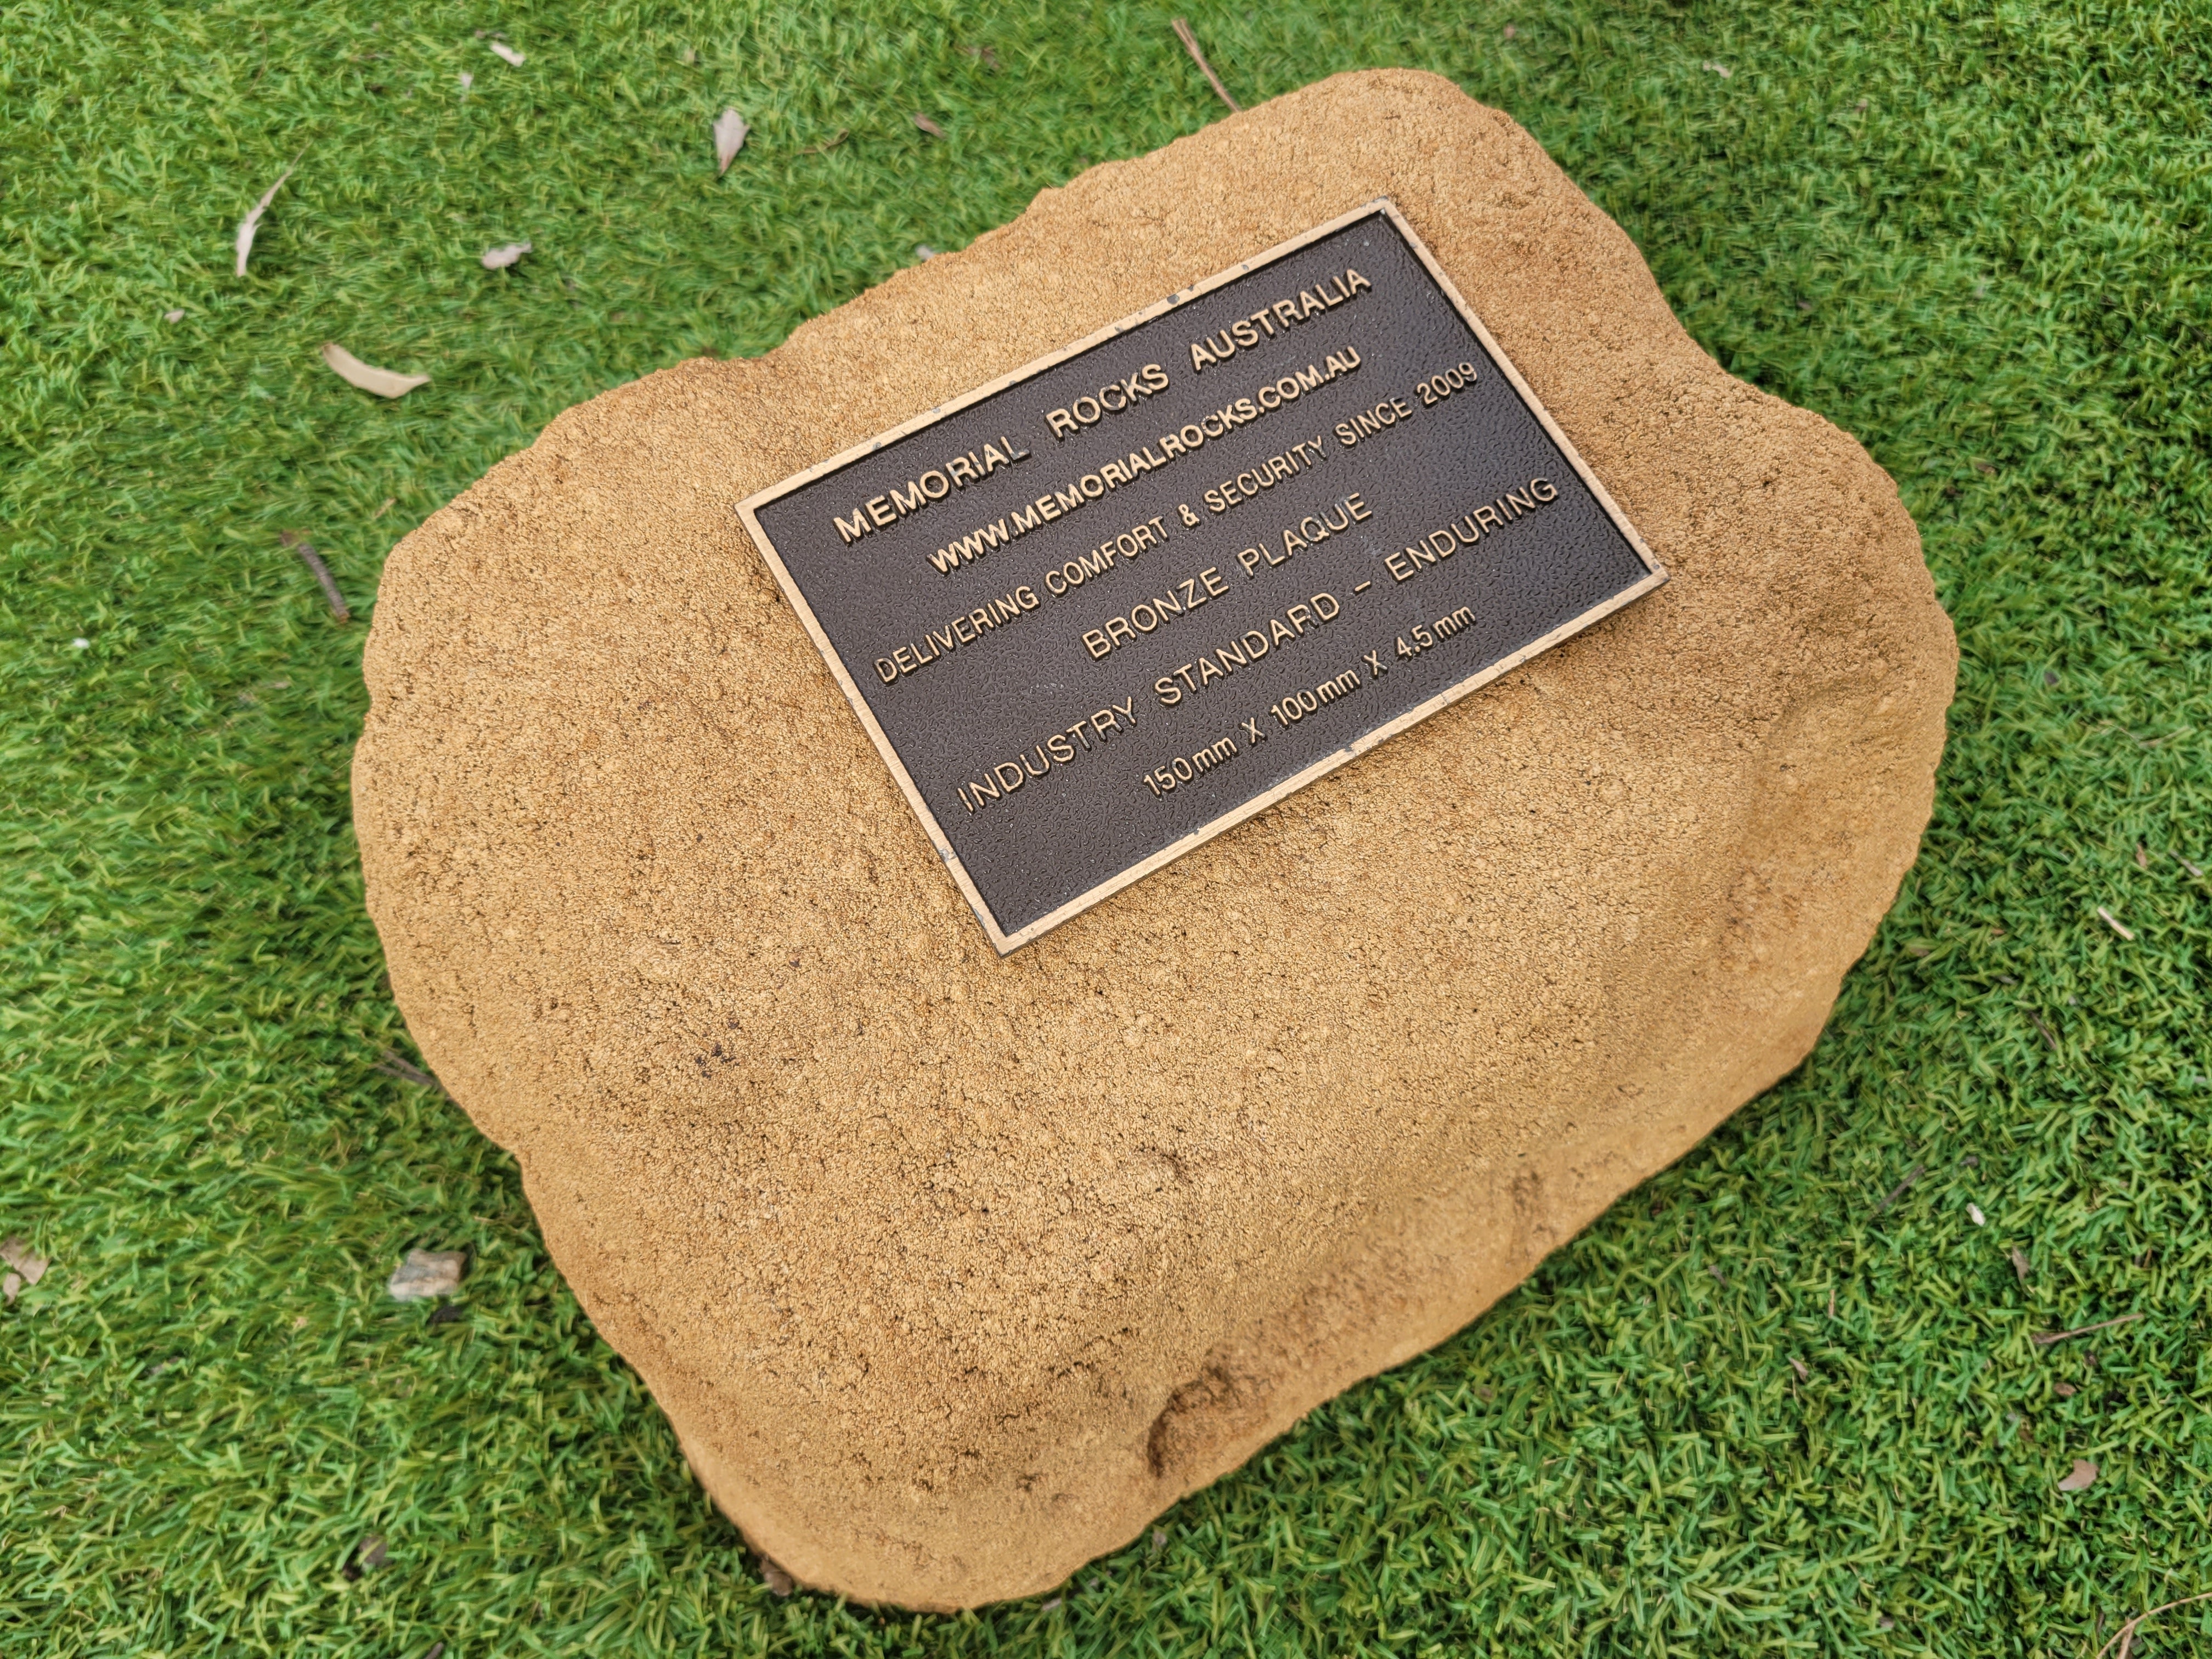 MEMORIAL ROCKS AUSTRALIA
WWW.MEMORIALROCKS.COM.AU
DELIVERING COMFORT & SECURITY SINCE 2009
BRONZE PLAQUE
INDUSTRY STANDARD - ENDURING
150mm X 100mm X 4.5mm